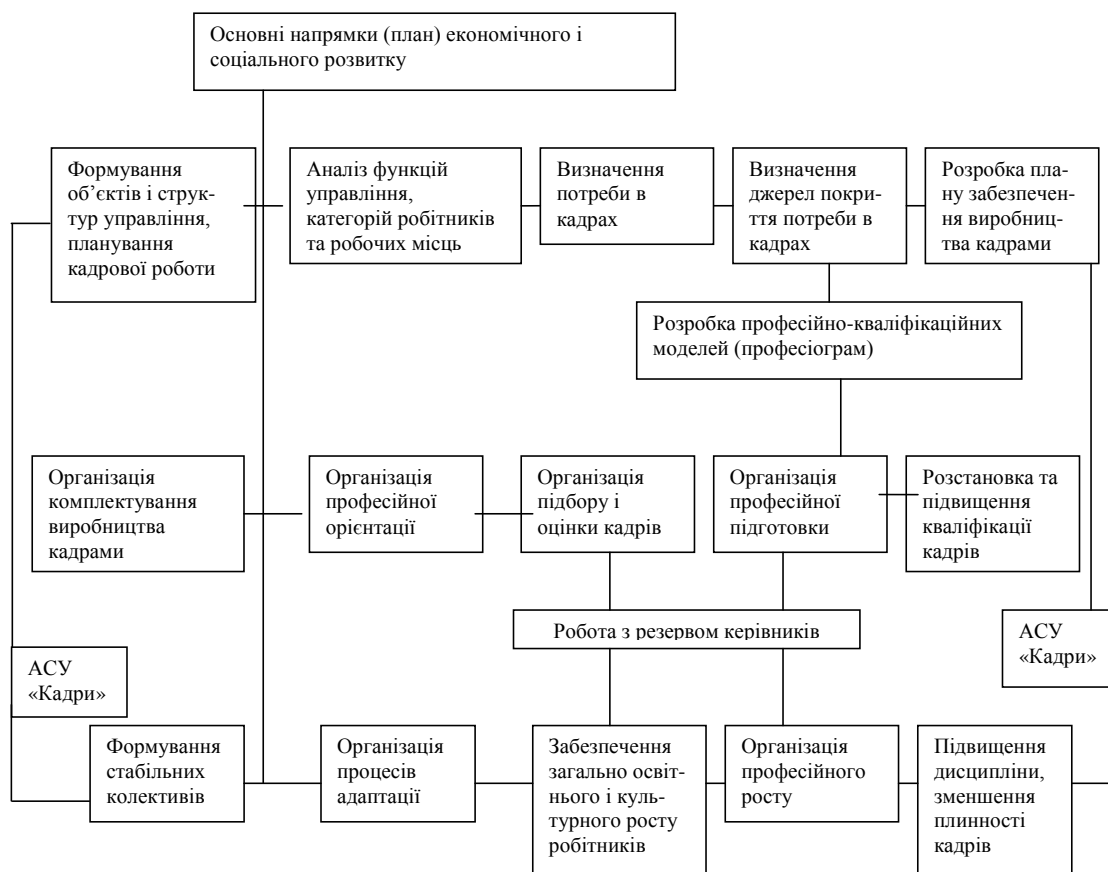 Основні напрямки (план) економічного і
соціального розвитку
Формування
об’єктів і струк-
тур управління,
планування
кадрової роботи
Аналіз функцій
управління,
категорій робітників
та робочих місць
Визначення
потреби в
кадрах
Визначення
джерел покри-
ття потреби в
кадрах
Розробка пла-
ну забезпечен-
ня виробниц-
тва кадрами
Розробка професійно-кваліфікаційних
моделей (професіограм)
Організація
комплектування
виробництва
кадрами
Організація
професійної
орієнтації
Організація
підбору і
оцінки кадрів
Організація
професійної
підготовки
Розстановка та
підвищення
кваліфікації
кадрів
Робота з резервом керівників
АСУ
«Кадри»
АСУ
«Кадри»
Формування
стабільних
колективів
Організація
процесів
адаптації
Забезпечення
загально освіт-
нього і куль-
турного росту
робітників
Організація
професійного
росту
Підвищення
дисципліни,
зменшення
плинності
кадрів